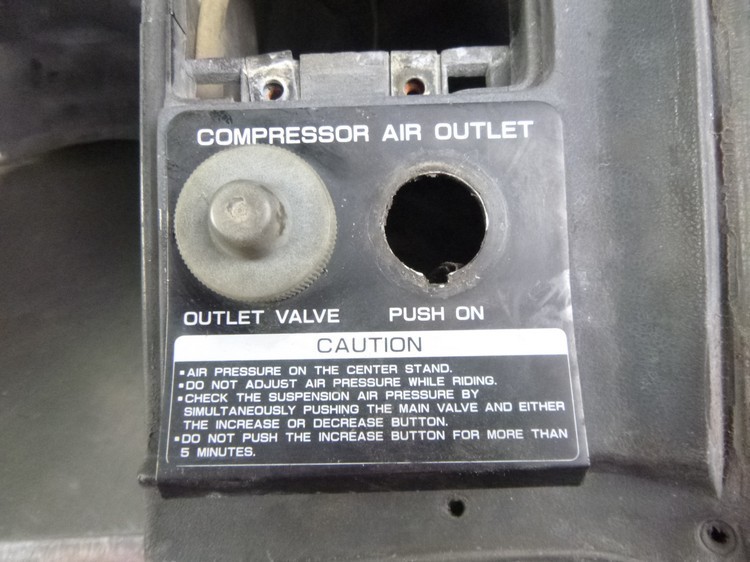 COMPRESSOR AIR OUTLET
OUTLET VALVE PUSH ON
CAUTION
•AIR PRESSURE ON THE CENTER STAND.
•DO NOT ADJUST AIR PRESSURE WHILE RIDING.
•CHECK THE SUSPENSION AIR PRESSURE BY
SIMULTANEOUSLY PUSHING THE MAIN VALVE AND EITHER
THE INCREASE OR DECREASE BUTTON.
•DO NOT PUSH THE INCREASE BUTTON FOR MORE THAN
5 MINUTES.